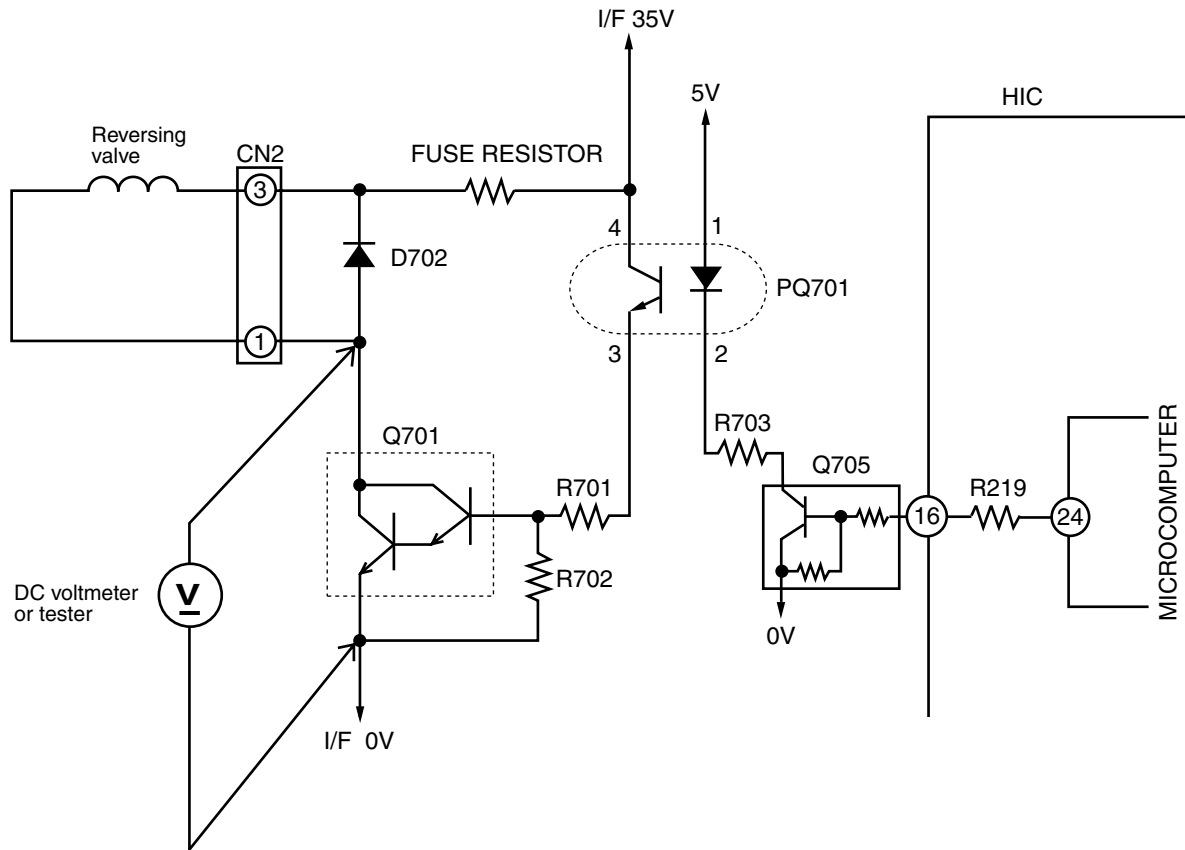 I/F 35V
5V
HIC
Reversing
valve
CN2
FUSE RESISTOR
3
4
1
D702
PQ701
1
3
2
R703
Q701
Q705
R701
R219
16
24
R702
MICROCOMPUTER
DC voltmeter
or tester
V
0V
I/F 0V